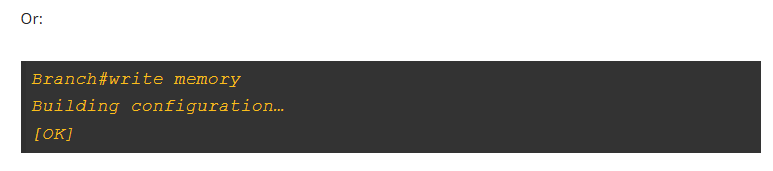 Or:
Branch#write memory
Building configuration…
[OK]